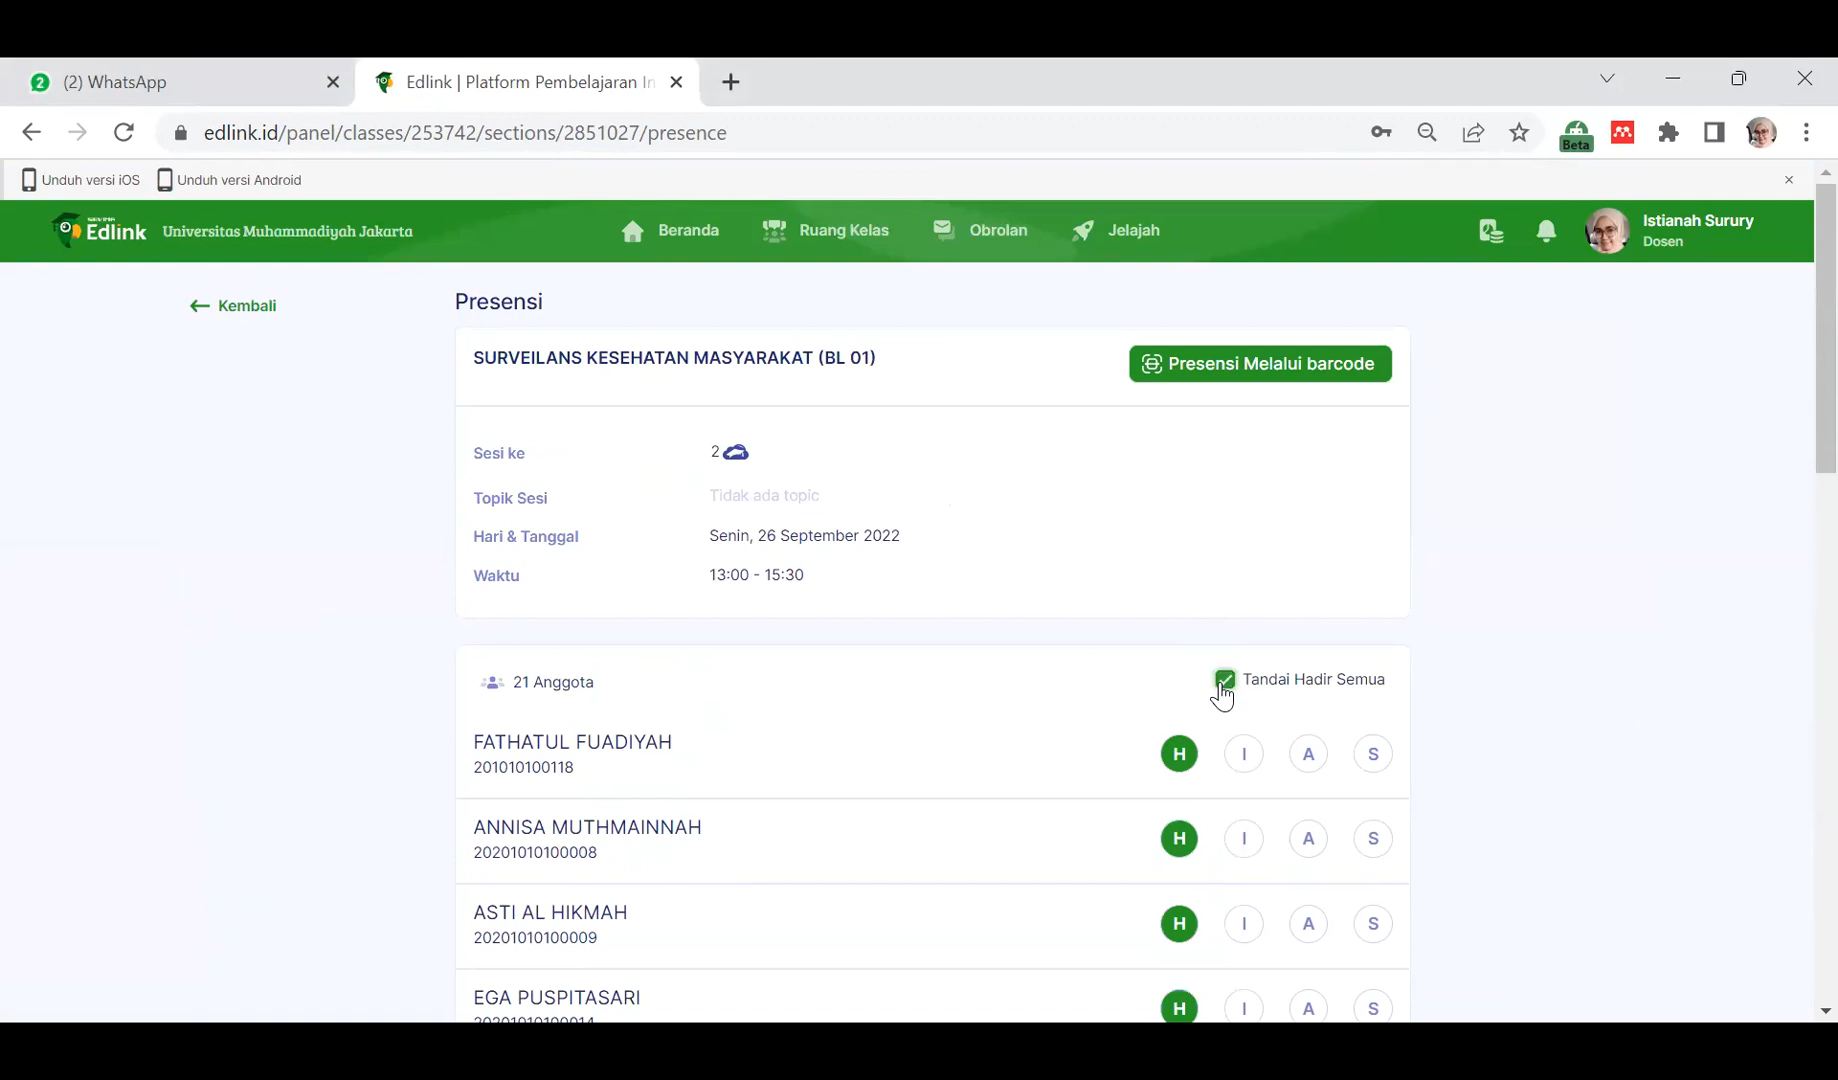 2 (2) WhatsApp
Edlink | Platform Pembelajaran In
edlink.id/panel/classes/253742/sections/2851027/presence
Beta
Unduh versi iOS
Unduh versi Android
SEVIMA
Edlink
Universitas Muhammadiyah Jakarta
Beranda
Ruang Kelas
Obrolan
Jelajah
Istianah Surury
Dosen
Kembali
Presensi
SURVEILANS KESEHATAN MASYARAKAT (BL 01)
Presensi Melalui barcode
Sesi ke 2
Topik Sesi Tidak ada topic
Hari & Tanggal Senin, 26 September 2022
Waktu 13:00 - 15:30
21 Anggota
Tandai Hadir Semua
FATHATUL FUADIYAH
201010100118
H I A S
ANNISA MUTHMAINNAH
20201010100008
H I A S
ASTI AL HIKMAH
20201010100009
H I A S
EGA PUSPITASARI
20201010100014
H I A S